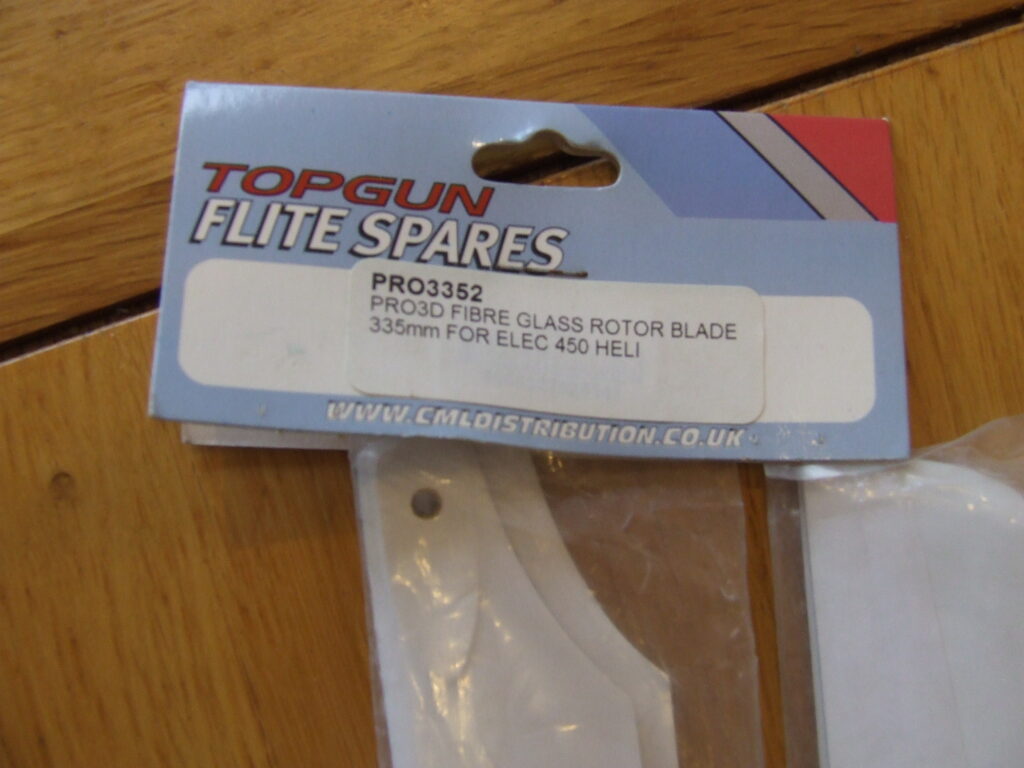 TOPGUN
FLITE SPARES
PRO3352
PRO3D FIBRE GLASS ROTOR BLADE
335mm FOR ELEC 450 HELI
WWW.CMLDISTRIBUTION.CO.UK